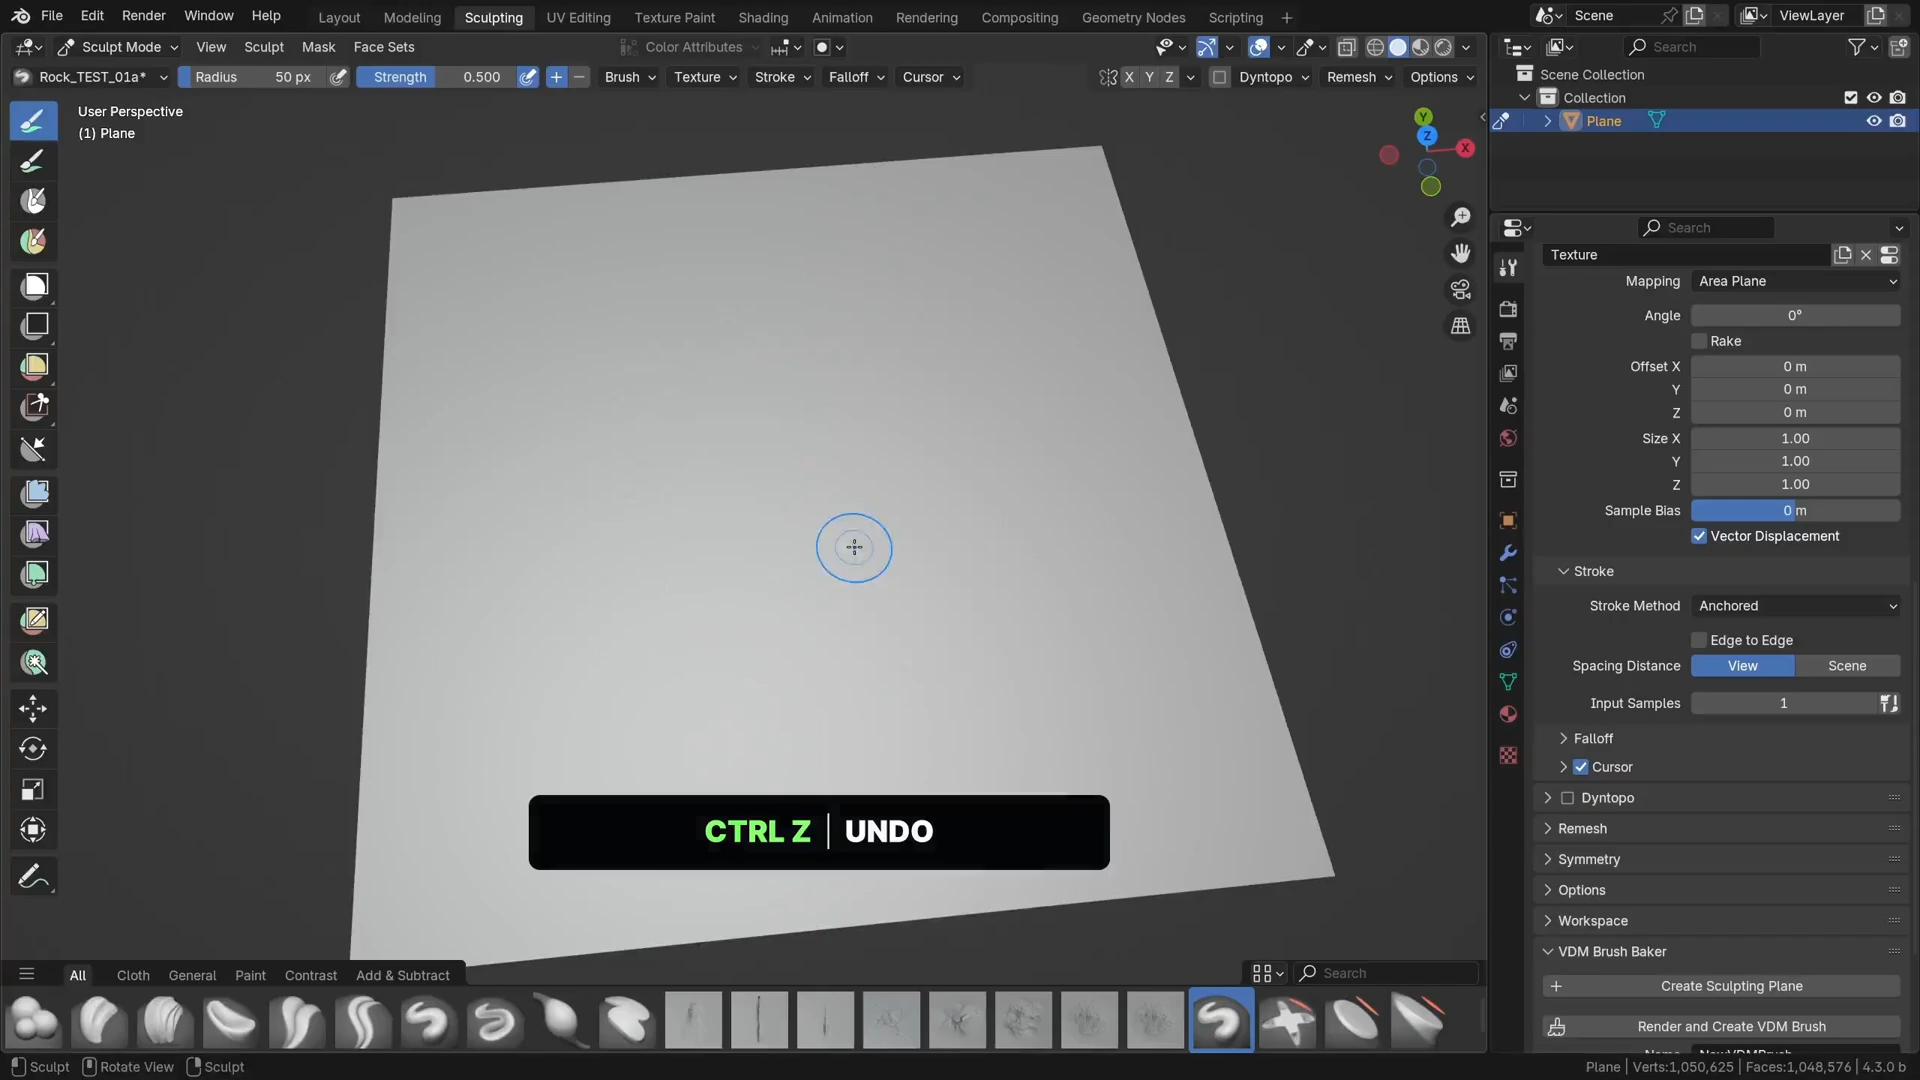 File Edit Render Window Help Layout Modeling Sculpting UV Editing Texture Paint Shading Animation Rendering Compositing Geometry Nodes Scripting + Scene ViewLayer
Sculpt Mode View Sculpt Mask Face Sets Color Attributes Search
Rock_TEST_01a* Radius 50 px Strength 0.500 + − Brush Texture Stroke Falloff Cursor X Y Z Dyntopo Remesh Options
Scene Collection
Collection
Plane
User Perspective
(1) Plane
Y
Z
X
Search
Texture
Mapping Area Plane
Angle 0°
Rake
Offset X 0 m
Y 0 m
Z 0 m
Size X 1.00
Y 1.00
Z 1.00
Sample Bias 0 m
Vector Displacement
Stroke
Stroke Method Anchored
Edge to Edge
Spacing Distance View Scene
Input Samples 1
Falloff
Cursor
Dyntopo
Remesh
Symmetry
Options
Workspace
VDM Brush Baker
+ Create Sculpting Plane
Render and Create VDM Brush
CTRL Z | UNDO
All Cloth General Paint Contrast Add & Subtract Search
Sculpt Rotate View Sculpt Plane | Verts:1,050,625 | Faces:1,048,576 | 4.3.0 b